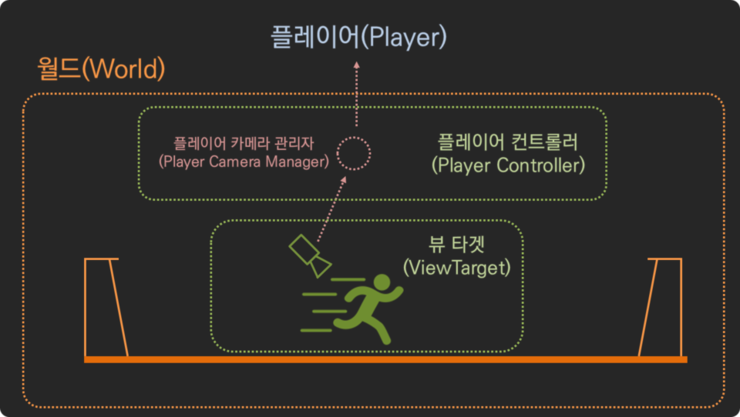 플레이어(Player)
월드(World)
플레이어 카메라 관리자
(Player Camera Manager)
플레이어 컨트롤러
(Player Controller)
뷰 타겟
(ViewTarget)